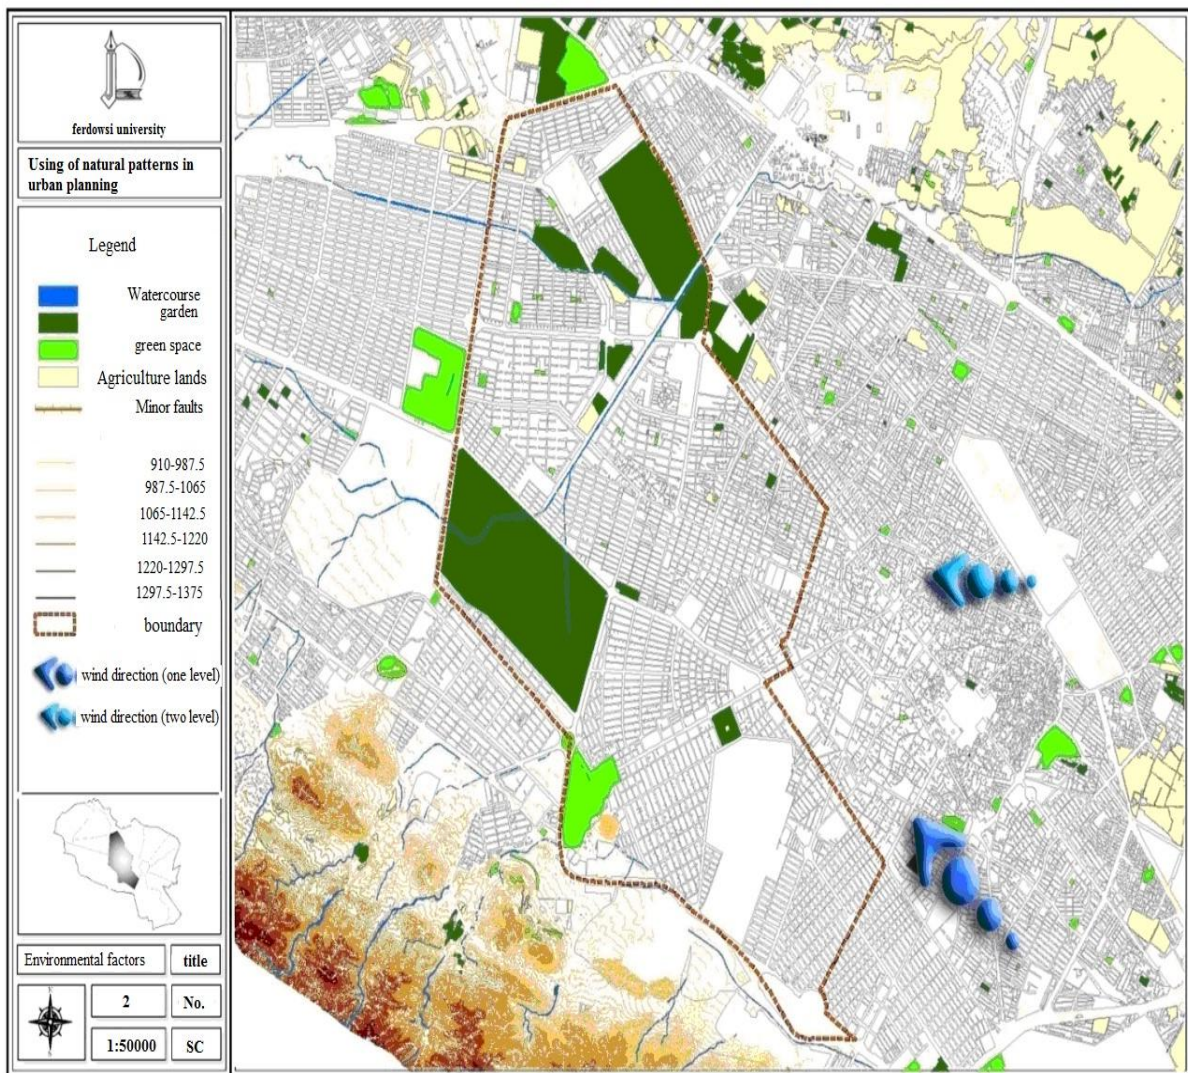 ferdowsi university
Using of natural patterns in
urban planning
Legend
Watercourse
garden
green space
Agriculture lands
Minor faults
910-987.5
987.5-1065
1065-1142.5
1142.5-1220
1220-1297.5
1297.5-1375
boundary
wind direction (one level)
wind direction (two level)
Environmental factors title
2 No.
1:50000 SC